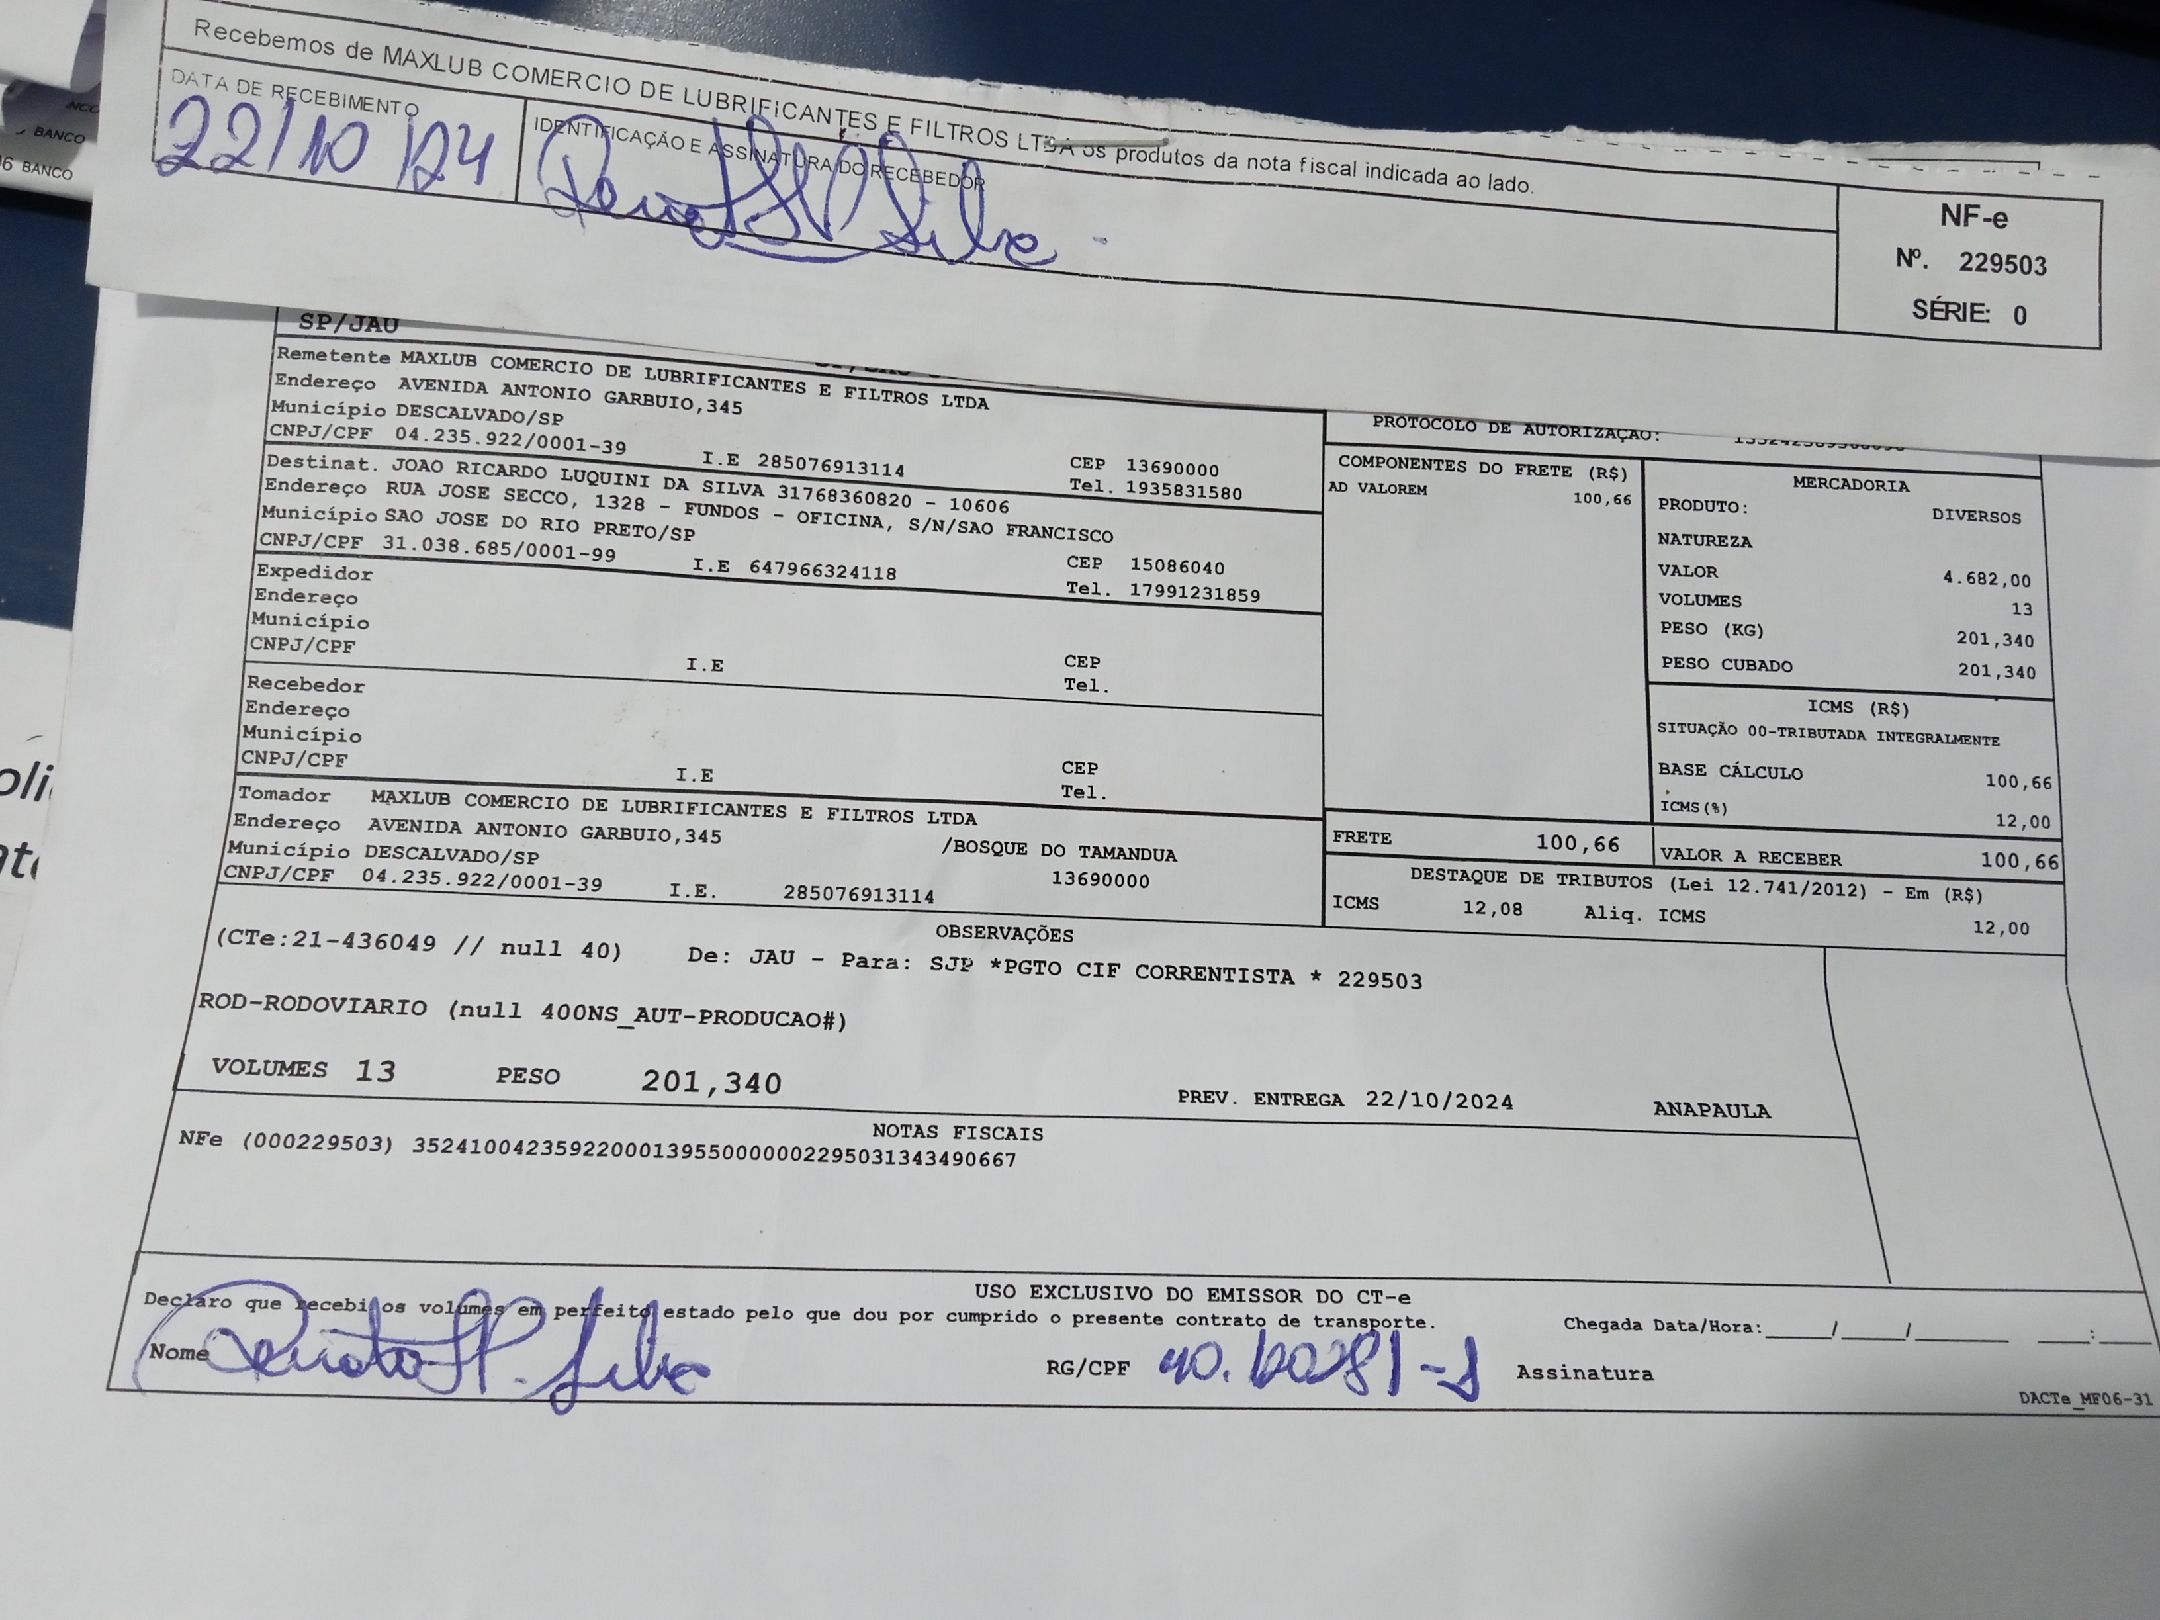 NCO
BANCO
16 BANCO
Recebemos de MAXLUB COMERCIO DE LUBRIFICANTES E FILTROS LTDA os produtos da nota fiscal indicada ao lado.
DATA DE RECEBIMENTO
22/10/24
IDENTIFICAÇÃO E ASSINATURA DO RECEBEDOR
Silva
NF-e
Nº. 229503
SÉRIE: 0
SP/JAU
Remetente MAXLUB COMERCIO DE LUBRIFICANTES E FILTROS LTDA
Endereço AVENIDA ANTONIO GARBUIO,345
Município DESCALVADO/SP CEP 13690000
CNPJ/CPF 04.235.922/0001-39 I.E 285076913114 Tel. 1935831580
Destinat. JOAO RICARDO LUQUINI DA SILVA 31768360820 - 10606
Endereço RUA JOSE SECCO, 1328 - FUNDOS - OFICINA, S/N/SAO FRANCISCO
Município SAO JOSE DO RIO PRETO/SP CEP 15086040
CNPJ/CPF 31.038.685/0001-99 I.E 647966324118 Tel. 17991231859
Expedidor
Endereço
Município CEP
CNPJ/CPF I.E Tel.
Recebedor
Endereço
Município CEP
CNPJ/CPF I.E Tel.
Tomador MAXLUB COMERCIO DE LUBRIFICANTES E FILTROS LTDA
Endereço AVENIDA ANTONIO GARBUIO,345 /BOSQUE DO TAMANDUA
Município DESCALVADO/SP 13690000
CNPJ/CPF 04.235.922/0001-39 I.E. 285076913114
PROTOCOLO DE AUTORIZAÇAO:
COMPONENTES DO FRETE (R$)
AD VALOREM 100,66
MERCADORIA
PRODUTO: DIVERSOS
NATUREZA
VALOR 4.682,00
VOLUMES 13
PESO (KG) 201,340
PESO CUBADO 201,340
ICMS (R$)
SITUAÇÃO 00-TRIBUTADA INTEGRALMENTE
BASE CÁLCULO 100,66
ICMS(%) 12,00
FRETE 100,66 VALOR A RECEBER 100,66
DESTAQUE DE TRIBUTOS (Lei 12.741/2012) - Em (R$)
ICMS 12,08 Aliq. ICMS 12,00
OBSERVAÇÕES
(CTe:21-436049 // null 40) De: JAU - Para: SJP *PGTO CIF CORRENTISTA * 229503
ROD-RODOVIARIO (null 400NS_AUT-PRODUCAO#)
VOLUMES 13 PESO 201,340 PREV. ENTREGA 22/10/2024 ANAPAULA
NOTAS FISCAIS
NFe (000229503) 35241004235922000139550000002295031343490667
USO EXCLUSIVO DO EMISSOR DO CT-e
Declaro que recebi os volumes em perfeito estado pelo que dou por cumprido o presente contrato de transporte. Chegada Data/Hora:____/____/______ ___:___
Nome Renato P. Silva RG/CPF Assinatura
DACTe_MF06-31